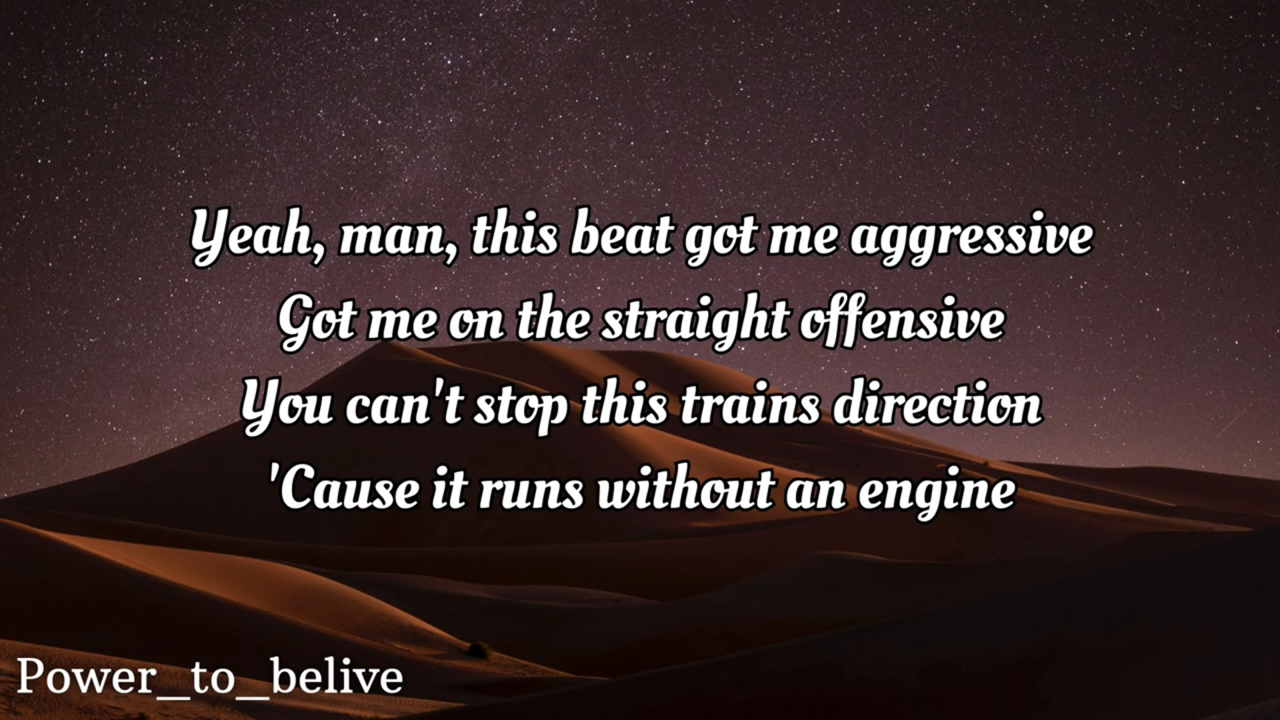 Yeah, man, this beat got me aggressive
Got me on the straight offensive
You can't stop this trains direction
'Cause it runs without an engine
Power_to_belive